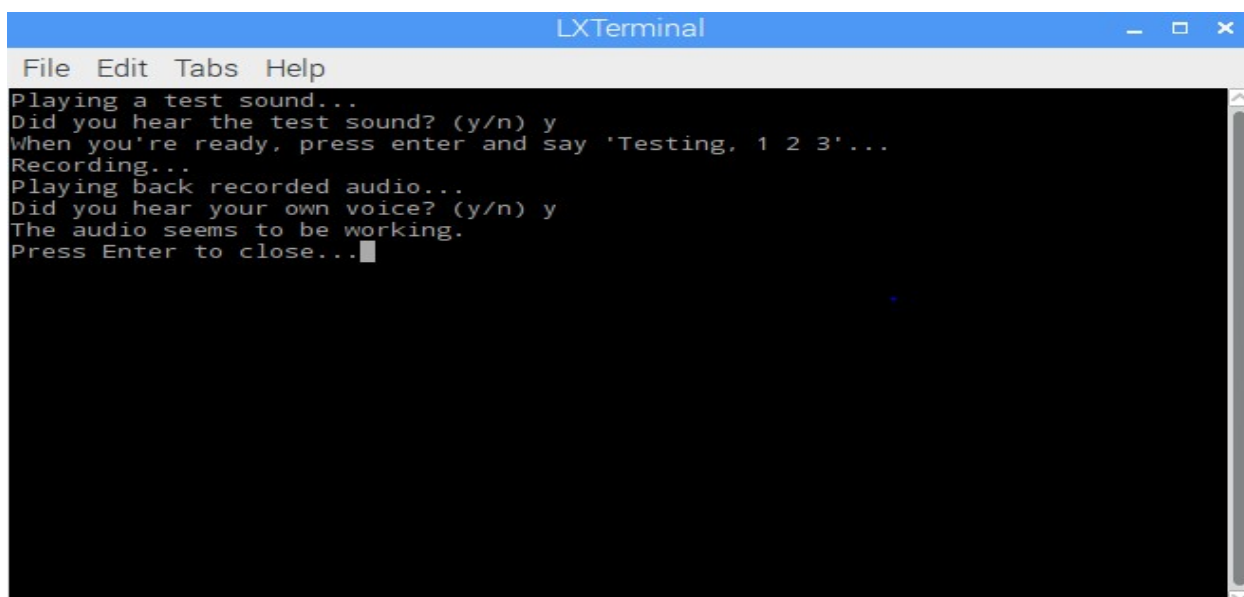 LXTerminal
File Edit Tabs Help
Playing a test sound...
Did you hear the test sound? (y/n) y
When you're ready, press enter and say 'Testing, 1 2 3'...
Recording...
Playing back recorded audio...
Did you hear your own voice? (y/n) y
The audio seems to be working.
Press Enter to close...